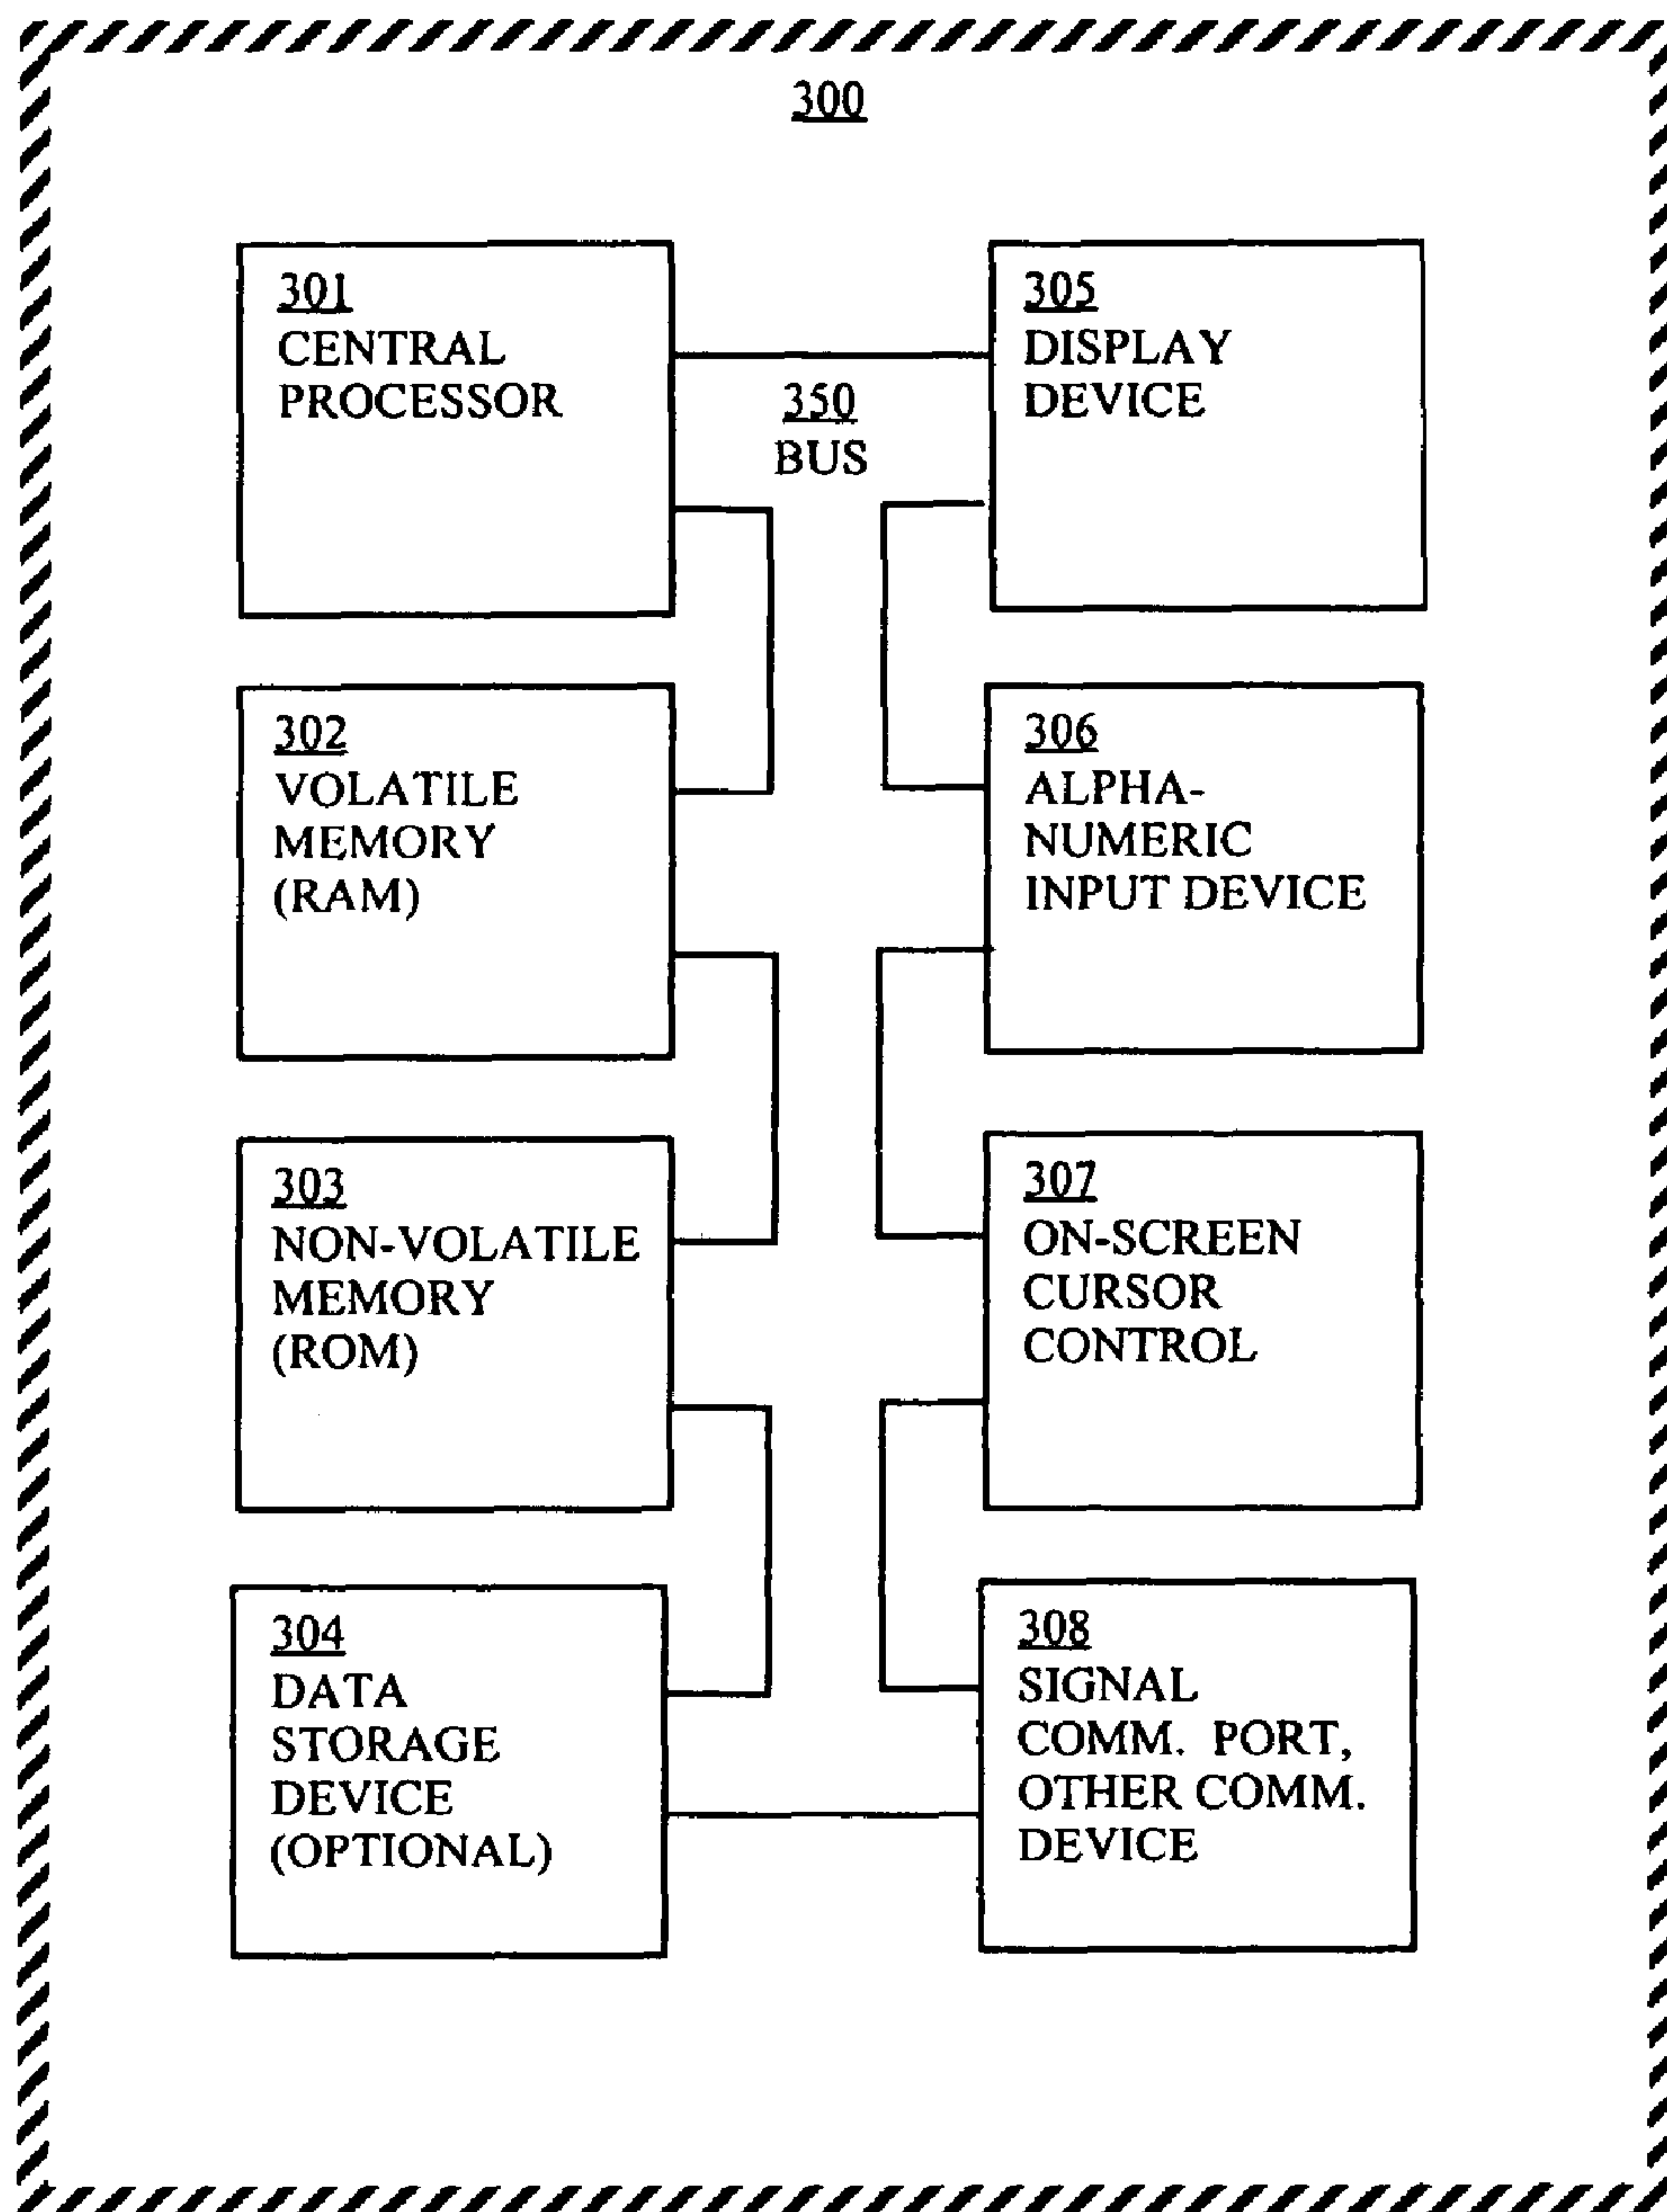 300
301
CENTRAL
PROCESSOR
305
DISPLAY
DEVICE
350
BUS
302
VOLATILE
MEMORY
(RAM)
306
ALPHA-
NUMERIC
INPUT DEVICE
303
NON-VOLATILE
MEMORY
(ROM)
307
ON-SCREEN
CURSOR
CONTROL
304
DATA
STORAGE
DEVICE
(OPTIONAL)
308
SIGNAL
COMM. PORT,
OTHER COMM.
DEVICE